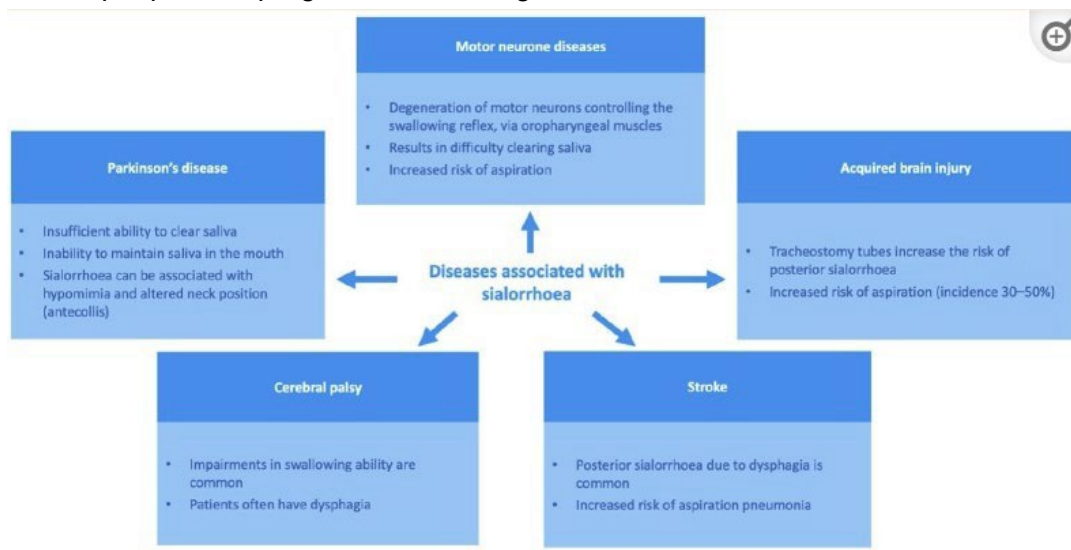 Motor neurone diseases
• Degeneration of motor neurons controlling the
swallowing reflex, via oropharyngeal muscles
• Results in difficulty clearing saliva
• Increased risk of aspiration
Parkinson's disease
• Insufficient ability to clear saliva
• Inability to maintain saliva in the mouth
• Sialorrhoea can be associated with
hypomimia and altered neck position
(antecollis)
Acquired brain injury
• Tracheostomy tubes increase the risk of
posterior sialorrhoea
• Increased risk of aspiration (incidence 30–50%)
Diseases associated with
sialorrhoea
Cerebral palsy
• Impairments in swallowing ability are
common
• Patients often have dysphagia
Stroke
• Posterior sialorrhoea due to dysphagia is
common
• Increased risk of aspiration pneumonia